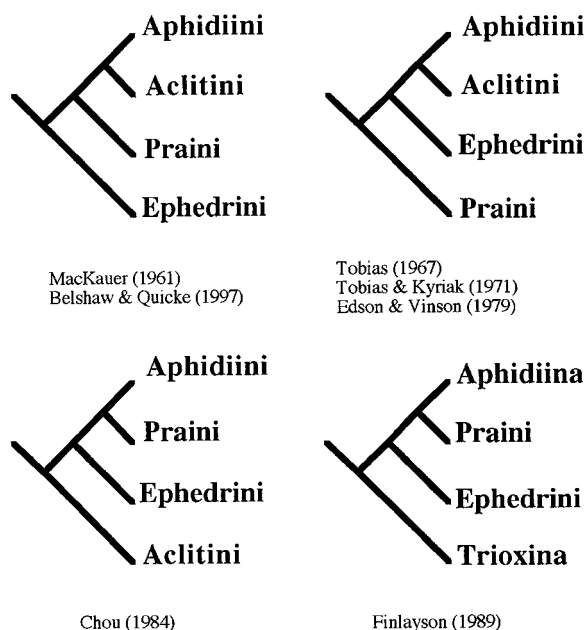 Aphidiini
Aclitini
Praini
Ephedrini
MacKauer (1961)
Belshaw & Quicke (1997)
Aphidiini
Aclitini
Ephedrini
Praini
Tobias (1967)
Tobias & Kyriak (1971)
Edson & Vinson (1979)
Aphidiini
Praini
Ephedrini
Aclitini
Chou (1984)
Aphidiina
Praini
Ephedrini
Trioxina
Finlayson (1989)